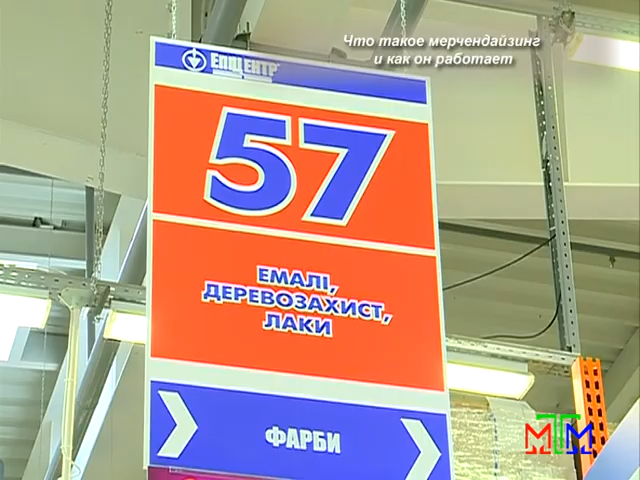 Что такое мерчендайзинг
и как он работает
ЕПІЦЕНТР
57
ЕМАЛІ,
ДЕРЕВОЗАХИСТ,
ЛАКИ
ФАРБИ
МТМ